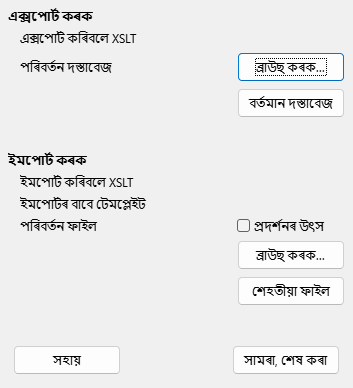 এক্সপোৰ্ট কৰক
এক্সপোৰ্ট কৰিবলে XSLT
পৰিবৰ্তন দস্তাবেজ
ব্ৰাউছ কৰক...
বৰ্তমান দস্তাবেজ
ইমপোৰ্ট কৰক
ইমপোৰ্ট কৰিবলে XSLT
ইমপোৰ্টৰ বাবে টেমপ্লেইট
পৰিবৰ্তন ফাইল
প্ৰদৰ্শনৰ উৎস
ব্ৰাউছ কৰক...
শেহতীয়া ফাইল
সহায়
সামৰা, শেষ কৰা